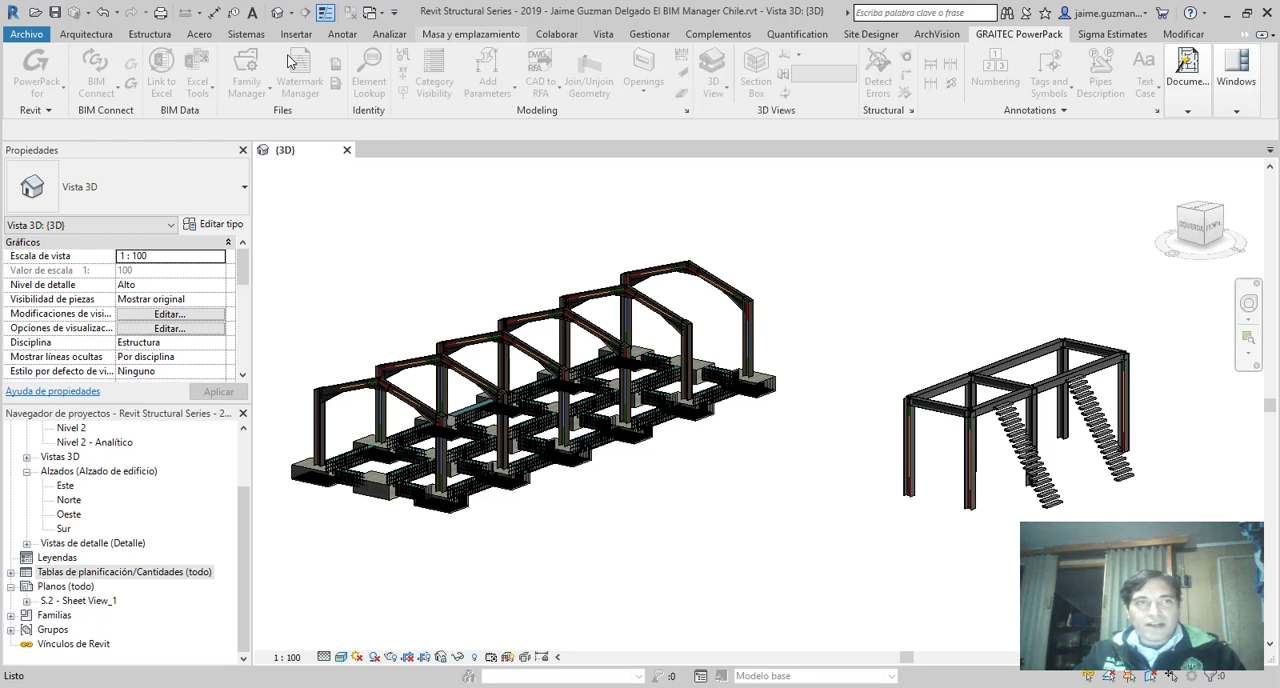 Revit Structural Series - 2019 - Jaime Guzman Delgado El BIM Manager Chile.rvt - Vista 3D: {3D}
Escriba palabra clave o frase
jaime.guzman...
Archivo Arquitectura Estructura Acero Sistemas Insertar Anotar Analizar Masa y emplazamiento Colaborar Vista Gestionar Complementos Quantification Site Designer ArchVision GRAITEC PowerPack Sigma Estimates Modificar
PowerPack for
BIM Connect
Link to Excel
Excel Tools
Family Manager
Watermark Manager
Element Lookup
Category Visibility
Add Parameters
CAD to RFA
Join/Unjoin Geometry
Openings
3D View
Section Box
Detect Errors
Numbering
Tags and Symbols
Pipes Description
Text Case
Docume...
Windows
Revit BIM Connect BIM Data Files Identity Modeling 3D Views Structural Annotations
Propiedades
{3D}
Vista 3D
Vista 3D: {3D}
Editar tipo
Gráficos
Escala de vista 1 : 100
Valor de escala 1: 100
Nivel de detalle Alto
Visibilidad de piezas Mostrar original
Modificaciones de visi... Editar...
Opciones de visualizac... Editar...
Disciplina Estructura
Mostrar líneas ocultas Por disciplina
Estilo por defecto de vi... Ninguno
Ayuda de propiedades Aplicar
Navegador de proyectos - Revit Structural Series - 2...
Nivel 2
Nivel 2 - Analítico
Vistas 3D
Alzados (Alzado de edificio)
Este
Norte
Oeste
Sur
Vistas de detalle (Detalle)
Leyendas
Tablas de planificación/Cantidades (todo)
Planos (todo)
S.2 - Sheet View_1
Familias
Grupos
Vínculos de Revit
1 : 100
Listo
:0
Modelo base
:0